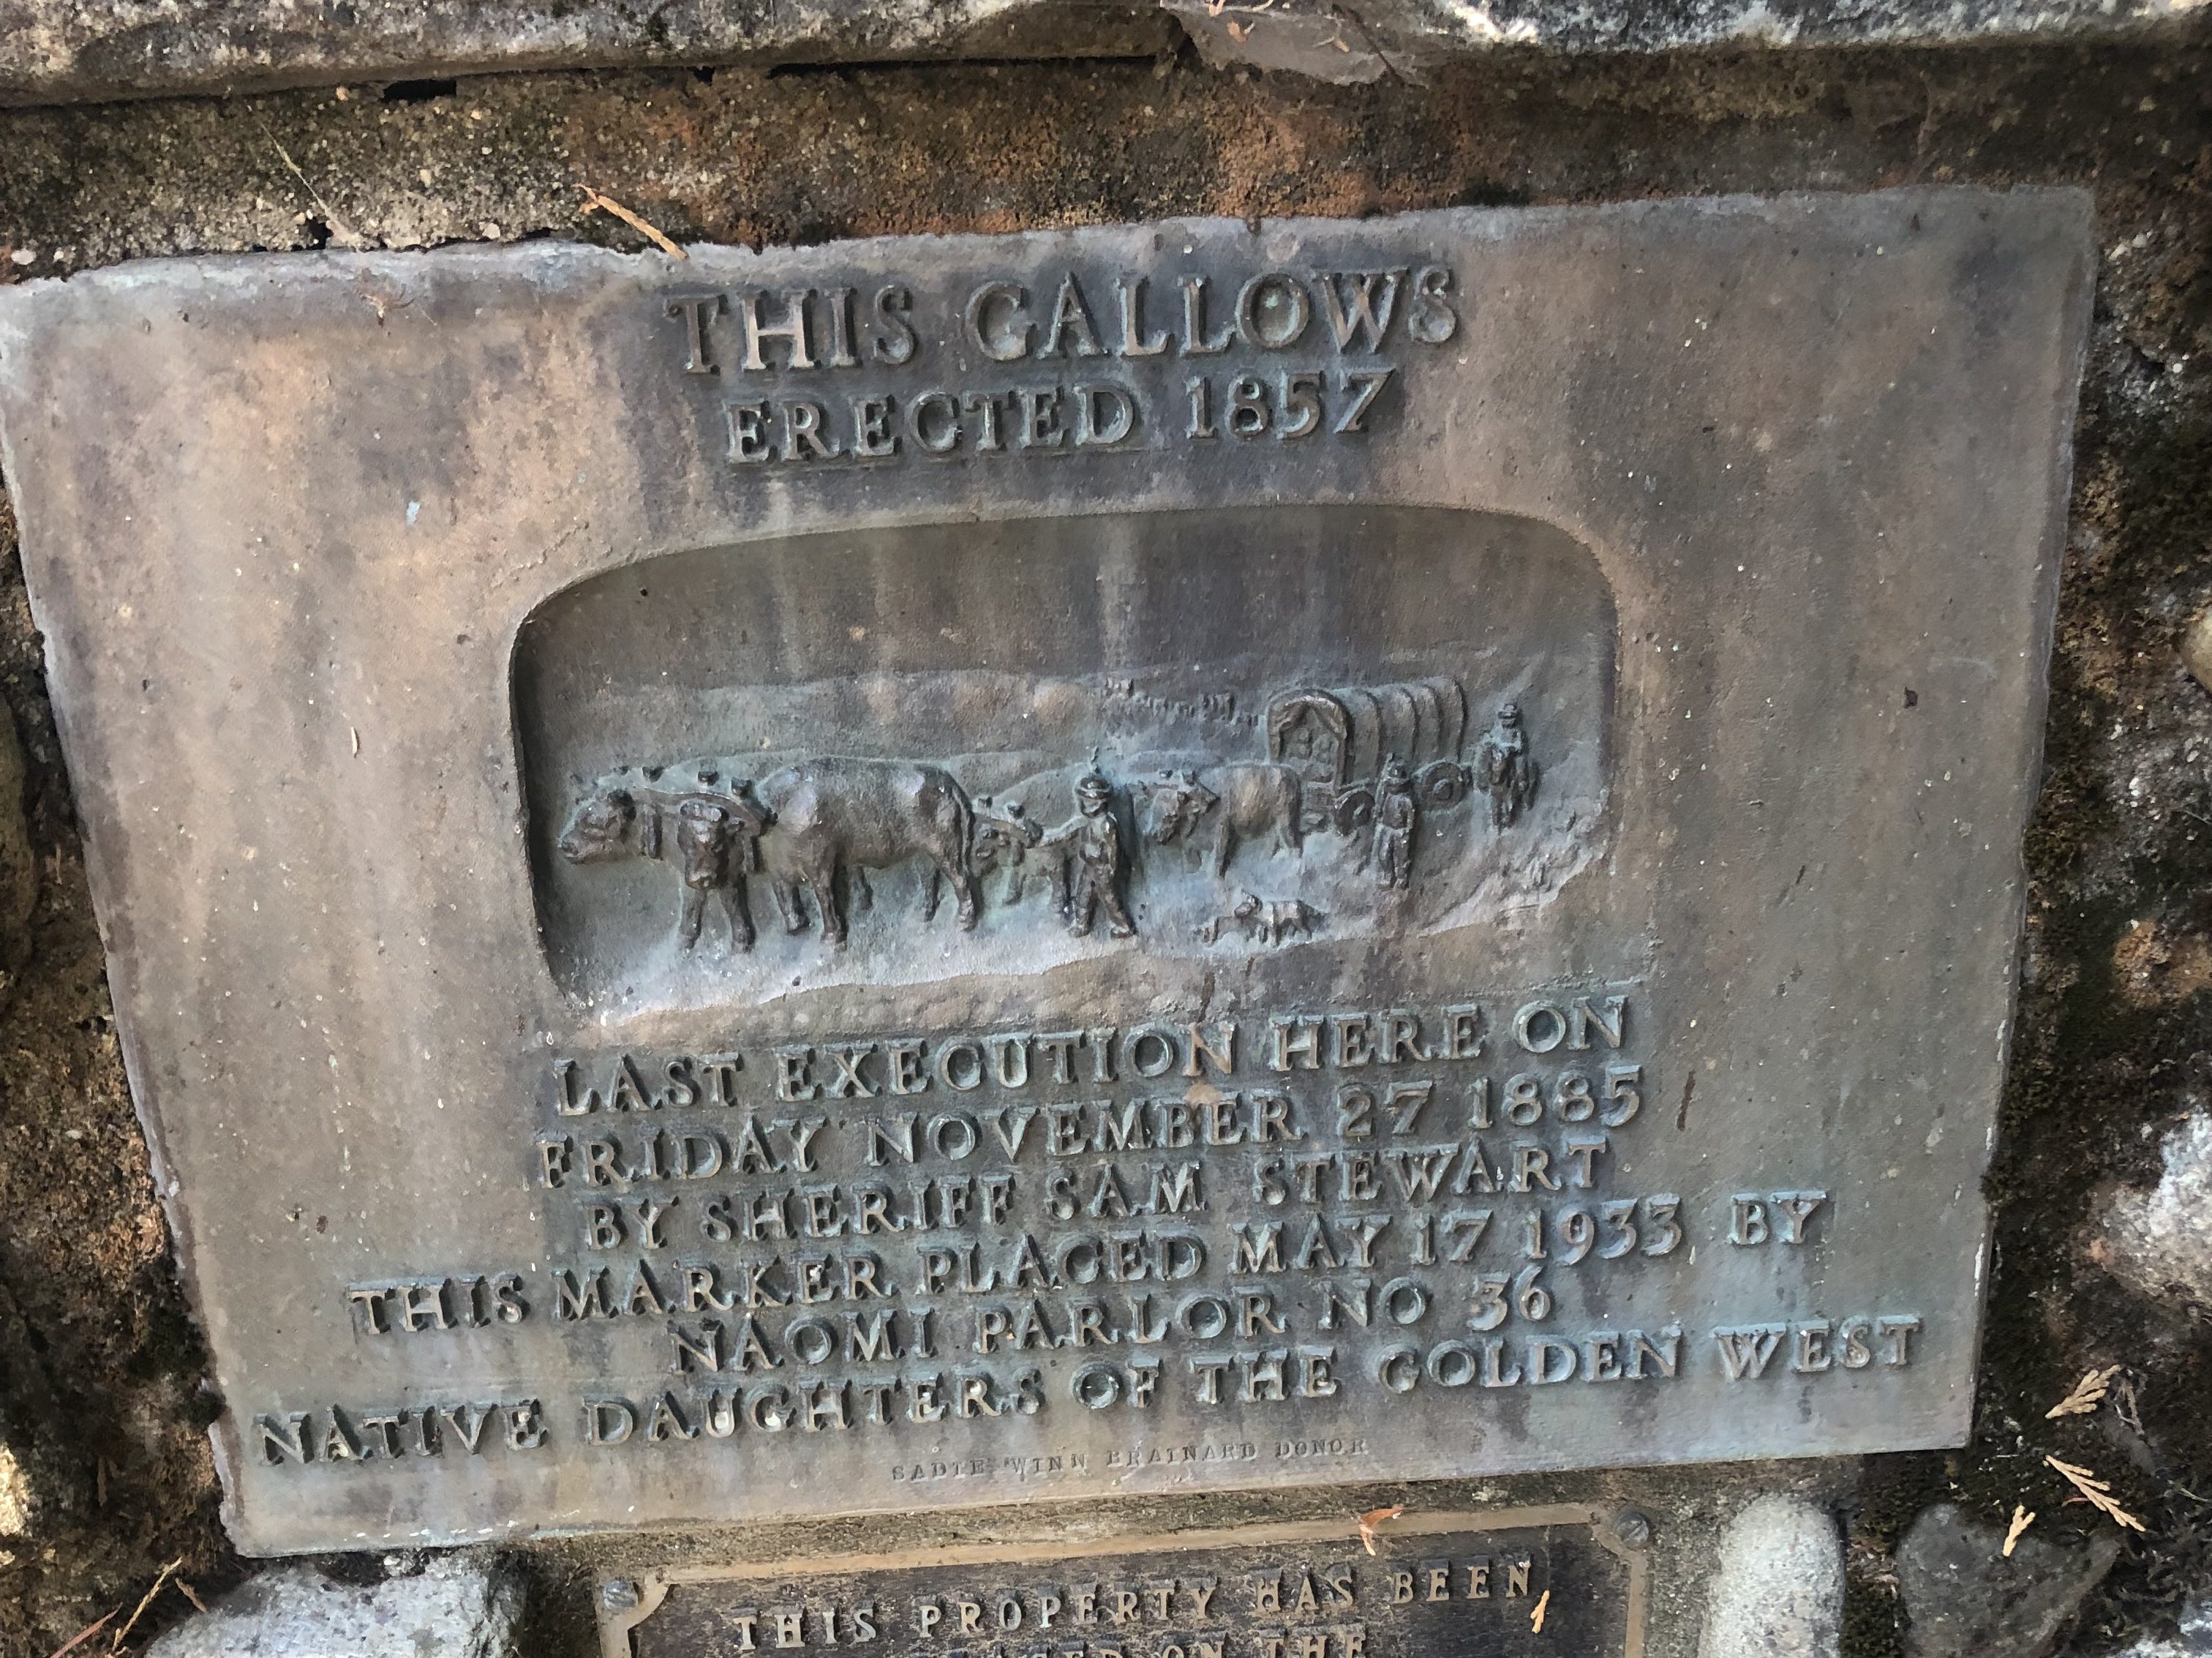 THIS GALLOWS
ERECTED 1857
LAST EXECUTION HERE ON
FRIDAY NOVEMBER 27 1885
BY SHERIFF SAM STEWART
THIS MARKER PLACED MAY 17 1933 BY
NAOMI PARLOR NO 36
NATIVE DAUGHTERS OF THE GOLDEN WEST
SADIE WINN BRAINARD DONOR
THIS PROPERTY HAS BEEN
ON THE